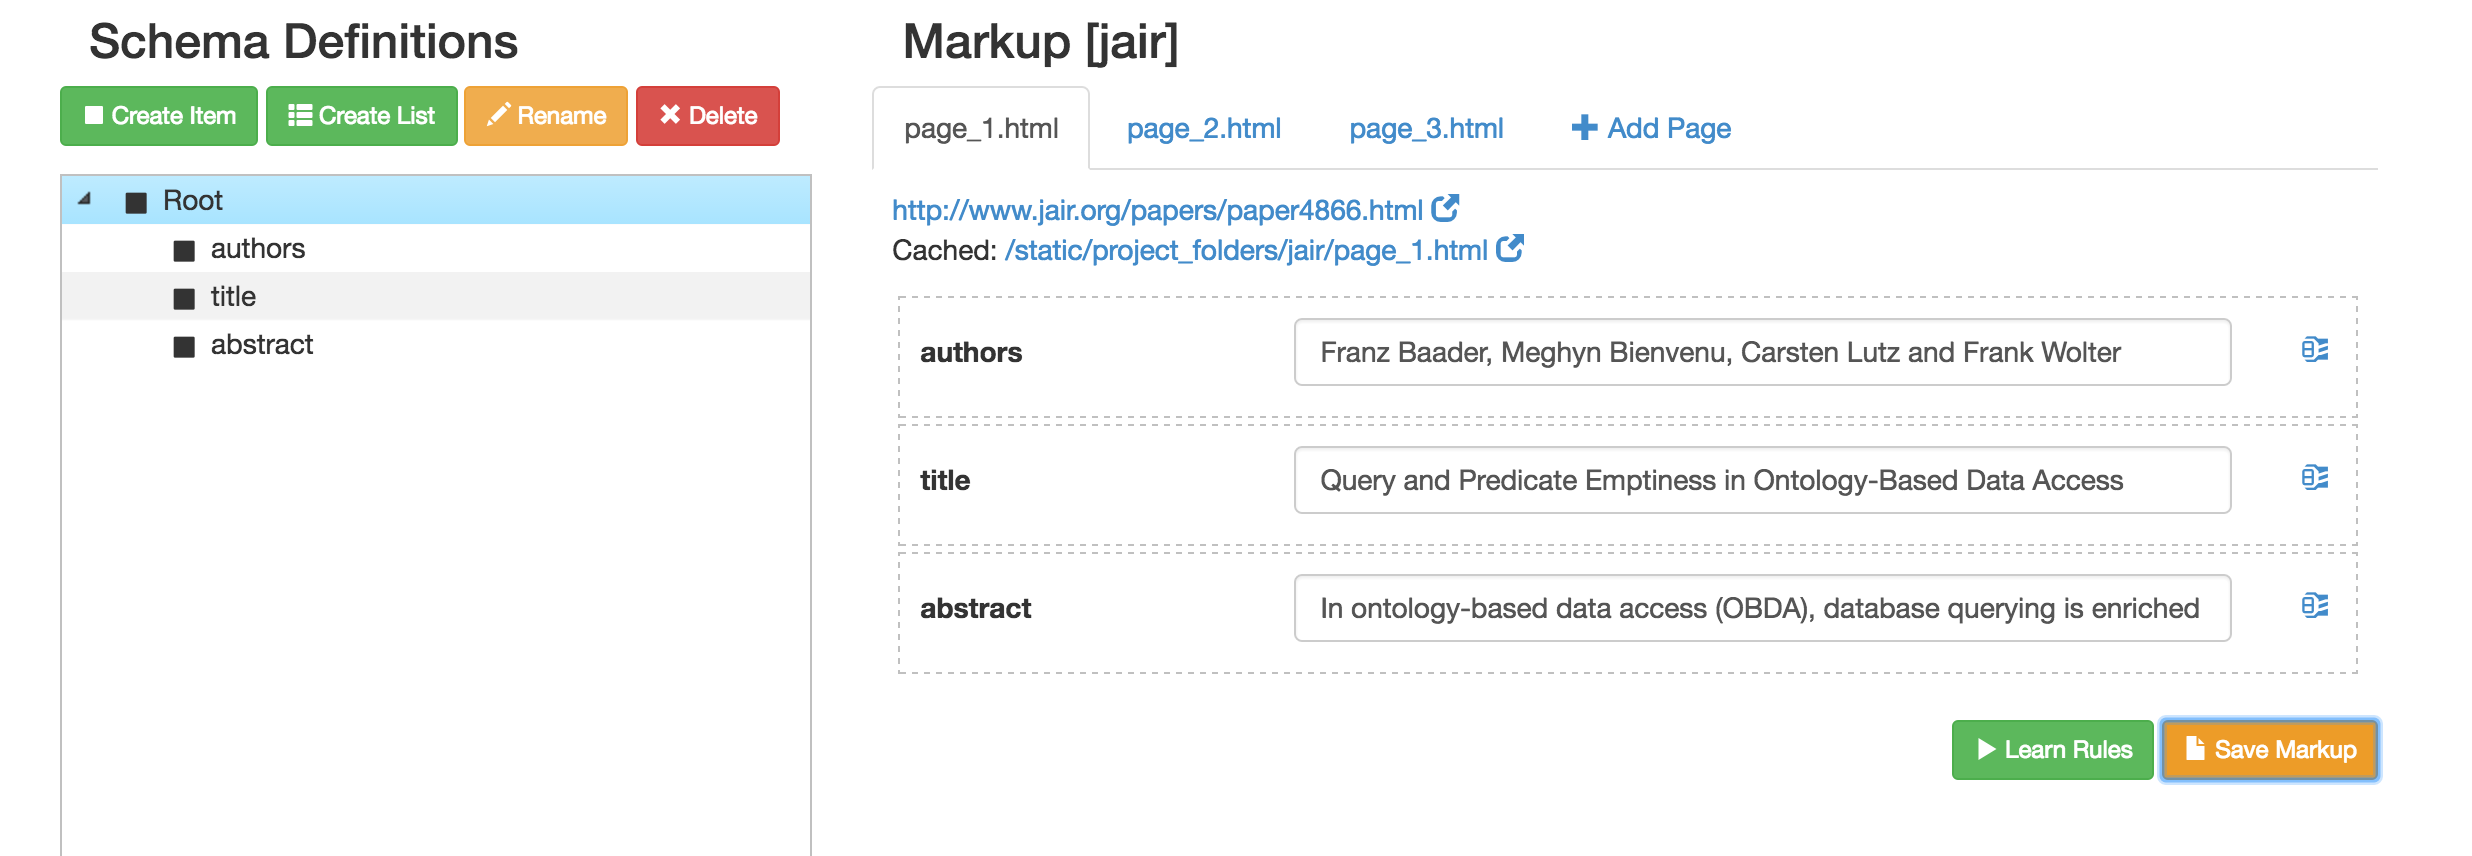 Schema Definitions
Create Item
Create List
Rename
Delete
Root
authors
title
abstract
Markup [jair]
page_1.html
page_2.html
page_3.html
Add Page
http://www.jair.org/papers/paper4866.html
Cached: /static/project_folders/jair/page_1.html
authors
Franz Baader, Meghyn Bienvenu, Carsten Lutz and Frank Wolter
title
Query and Predicate Emptiness in Ontology-Based Data Access
abstract
In ontology-based data access (OBDA), database querying is enriched
Learn Rules
Save Markup